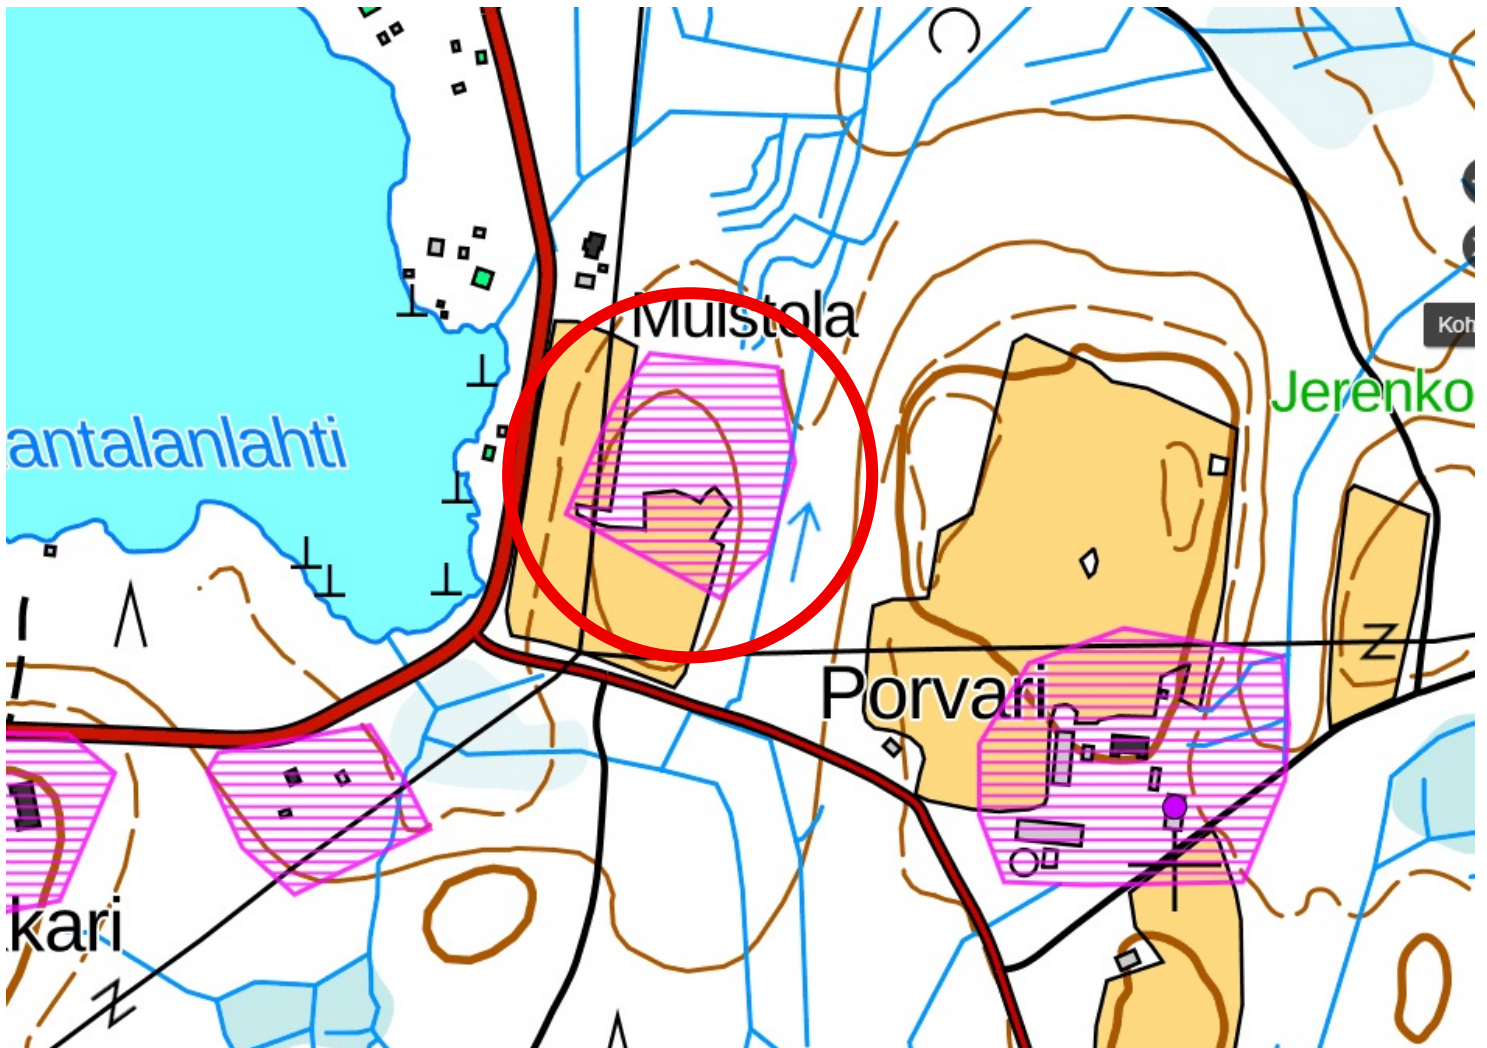 Muistola
Koh
Jerenko
antalanlahti
Porvari
kari